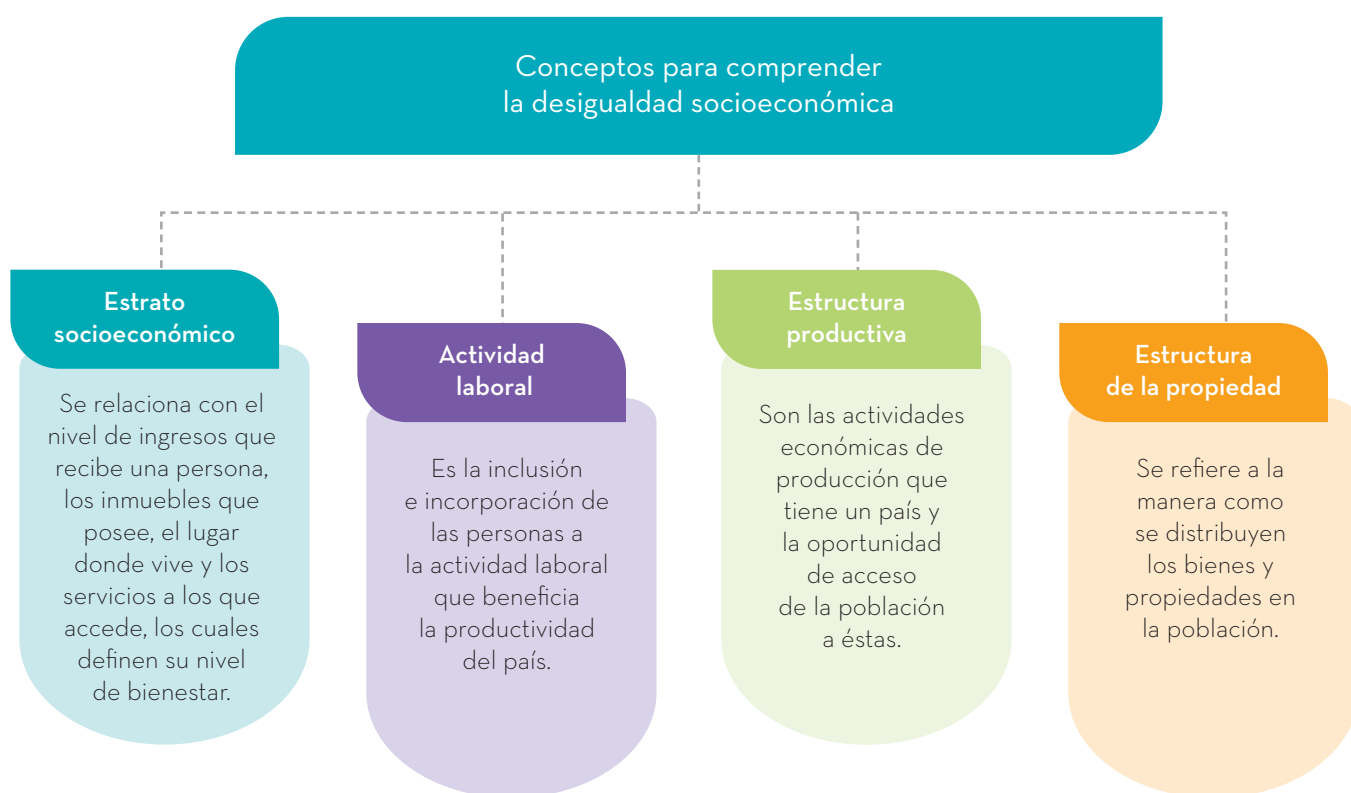 Conceptos para comprender
la desigualdad socioeconómica
Estrato
socioeconómico
Se relaciona con el
nivel de ingresos que
recibe una persona,
los inmuebles que
posee, el lugar
donde vive y los
servicios a los que
accede, los cuales
definen su nivel
de bienestar.
Actividad
laboral
Es la inclusión
e incorporación de
las personas a
la actividad laboral
que beneficia
la productividad
del país.
Estructura
productiva
Son las actividades
económicas de
producción que
tiene un país y
la oportunidad
de acceso
de la población
a éstas.
Estructura
de la propiedad
Se refiere a la
manera como
se distribuyen
los bienes y
propiedades en
la población.